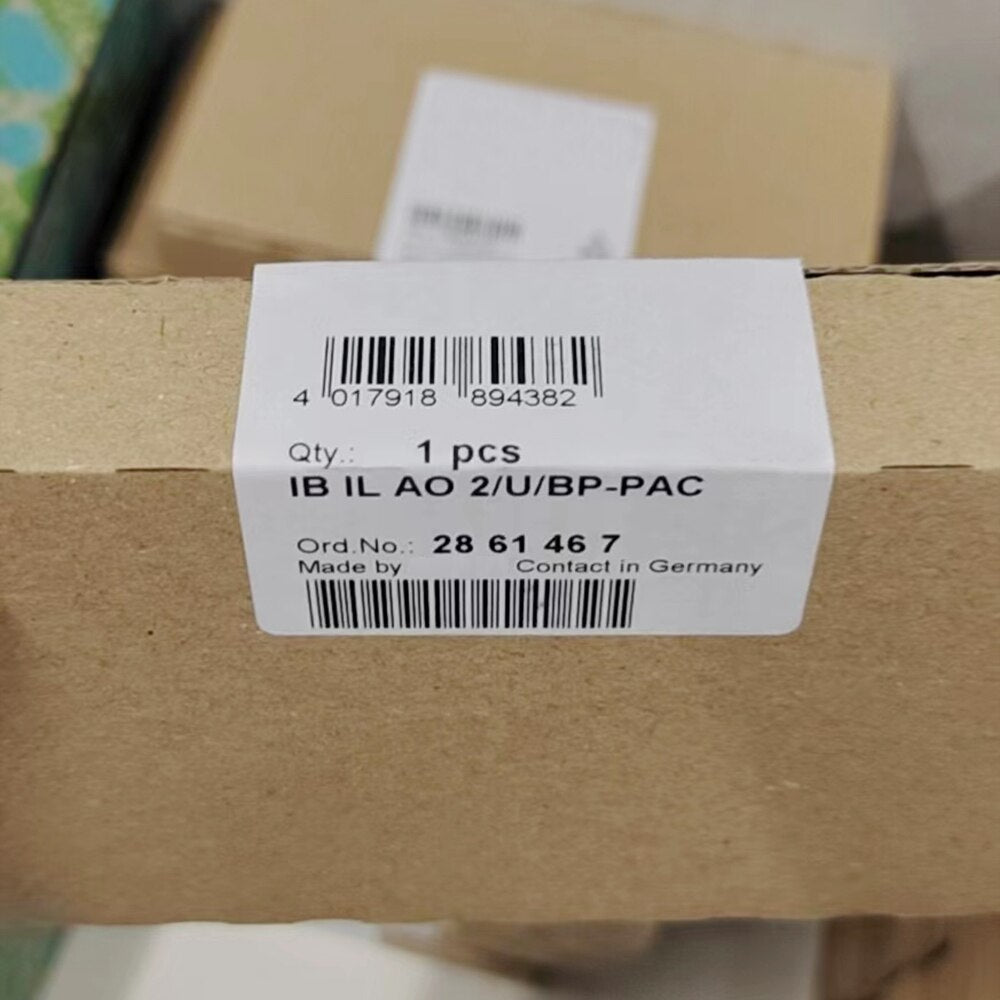 4 017918 894382
Qty.: 1 pcs
IB IL AO 2/U/BP-PAC
Ord.No.: 28 61 46 7
Made by Contact in Germany